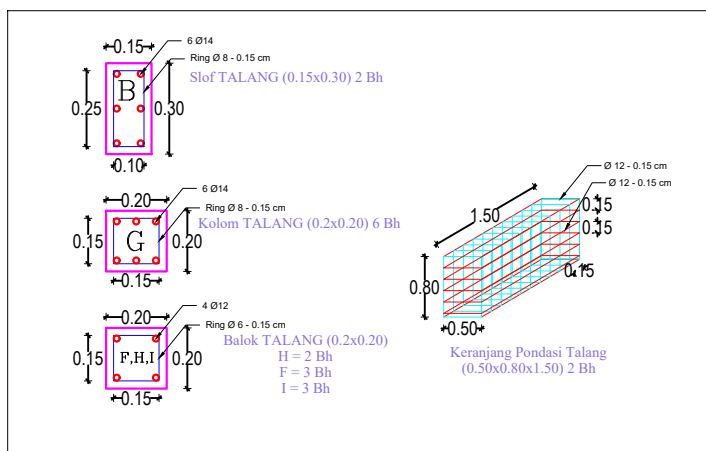 6 Ø14
0.15
Ring Ø 8 - 0.15 cm
Slof TALANG (0.15x0.30) 2 Bh
B
0.25
0.30
0.10
6 Ø14
0.20
Ring Ø 8 - 0.15 cm
Kolom TALANG (0.2x0.20) 6 Bh
G
0.15
0.20
0.15
4 Ø12
0.20
Ring Ø 6 - 0.15 cm
Balok TALANG (0.2x0.20)
H = 2 Bh
F = 3 Bh
I = 3 Bh
F,H,I
0.15
0.20
0.15
Ø 12 - 0.15 cm
Ø 12 - 0.15 cm
1.50
0.15
0.15
0.15
0.80
0.50
Keranjang Pondasi Talang
(0.50x0.80x1.50) 2 Bh